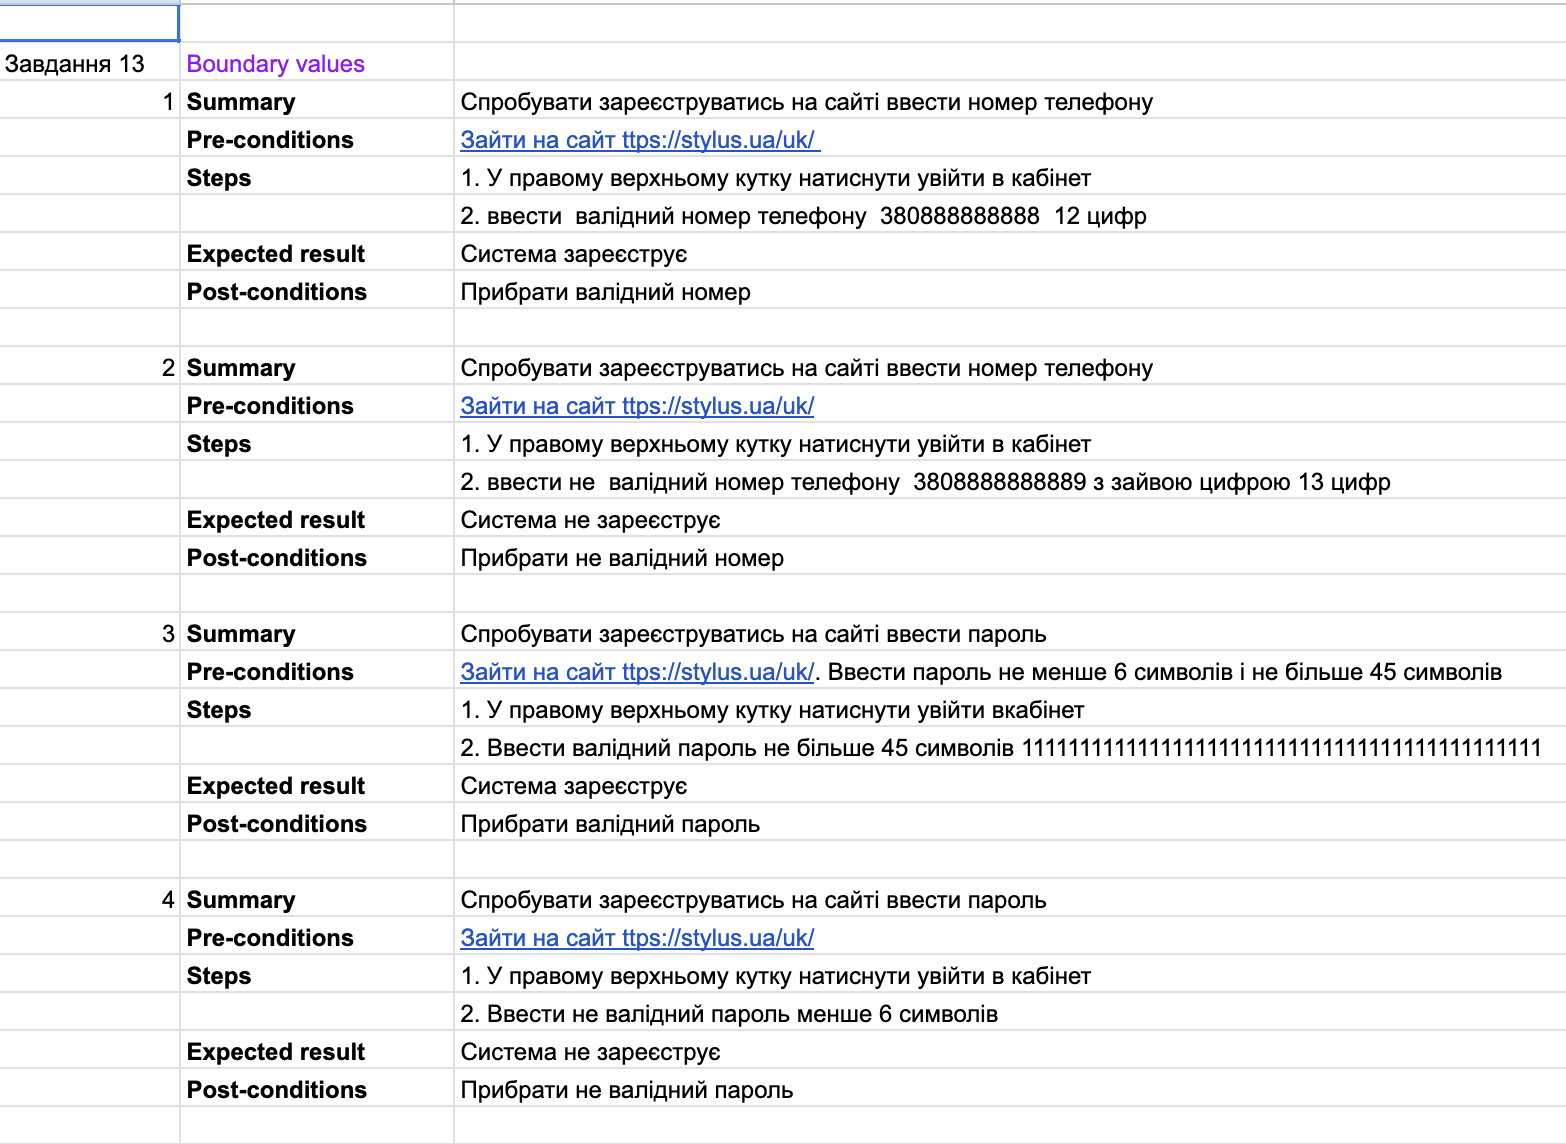 Завдання 13 Boundary values
1 Summary Спробувати зареєструватись на сайті ввести номер телефону
Pre-conditions Зайти на сайт ttps://stylus.ua/uk/
Steps 1. У правому верхньому кутку натиснути увійти в кабінет
2. ввести  валідний номер телефону  380888888888  12 цифр
Expected result Система зареєструє
Post-conditions Прибрати валідний номер
2 Summary Спробувати зареєструватись на сайті ввести номер телефону
Pre-conditions Зайти на сайт ttps://stylus.ua/uk/
Steps 1. У правому верхньому кутку натиснути увійти в кабінет
2. ввести не  валідний номер телефону  3808888888889 з зайвою цифрою 13 цифр
Expected result Система не зареєструє
Post-conditions Прибрати не валідний номер
3 Summary Спробувати зареєструватись на сайті ввести пароль
Pre-conditions Зайти на сайт ttps://stylus.ua/uk/. Ввести пароль не менше 6 символів і не більше 45 символів
Steps 1. У правому верхньому кутку натиснути увійти вкабінет
2. Ввести валідний пароль не більше 45 символів 111111111111111111111111111111111111111111111
Expected result Система зареєструє
Post-conditions Прибрати валідний пароль
4 Summary Спробувати зареєструватись на сайті ввести пароль
Pre-conditions Зайти на сайт ttps://stylus.ua/uk/
Steps 1. У правому верхньому кутку натиснути увійти в кабінет
2. Ввести не валідний пароль менше 6 символів
Expected result Система не зареєструє
Post-conditions Прибрати не валідний пароль